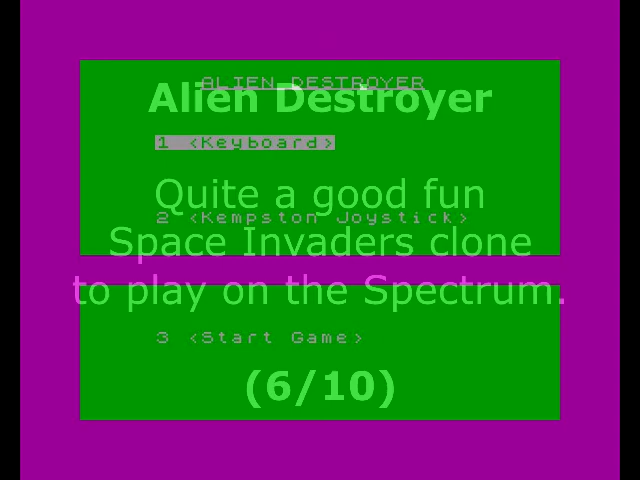 ALIEN DESTROYER
Alien Destroyer
1 <Keyboard>
Quite a good fun
2 <Kempston Joystick>
Space Invaders clone
to play on the Spectrum.
3 <Start Game>
(6/10)